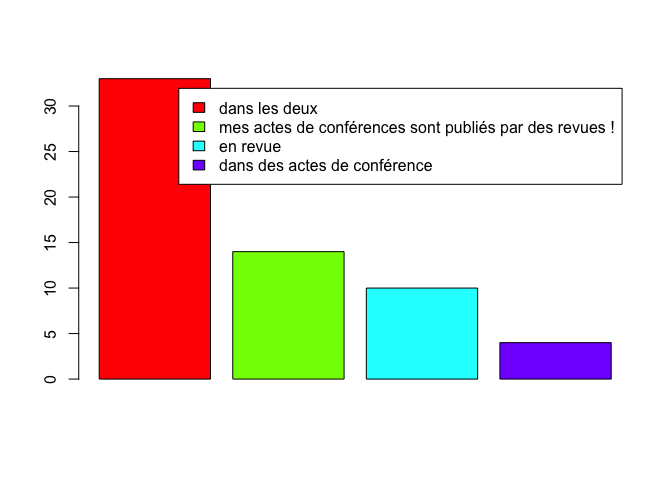 30
25
20
15
10
5
0
dans les deux
mes actes de conférences sont publiés par des revues !
en revue
dans des actes de conférence